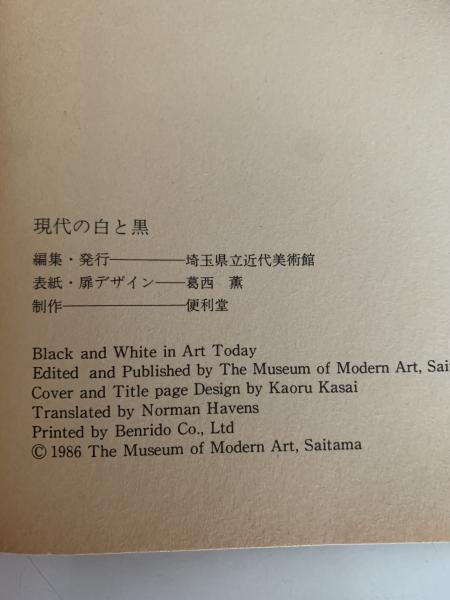 現代の白と黒
編集・発行―――――埼玉県立近代美術館
表紙・扉デザイン――葛西　薫
制作――――――――便利堂
Black and White in Art Today
Edited and Published by The Museum of Modern Art, Sai
Cover and Title page Design by Kaoru Kasai
Translated by Norman Havens
Printed by Benrido Co., Ltd
© 1986 The Museum of Modern Art, Saitama